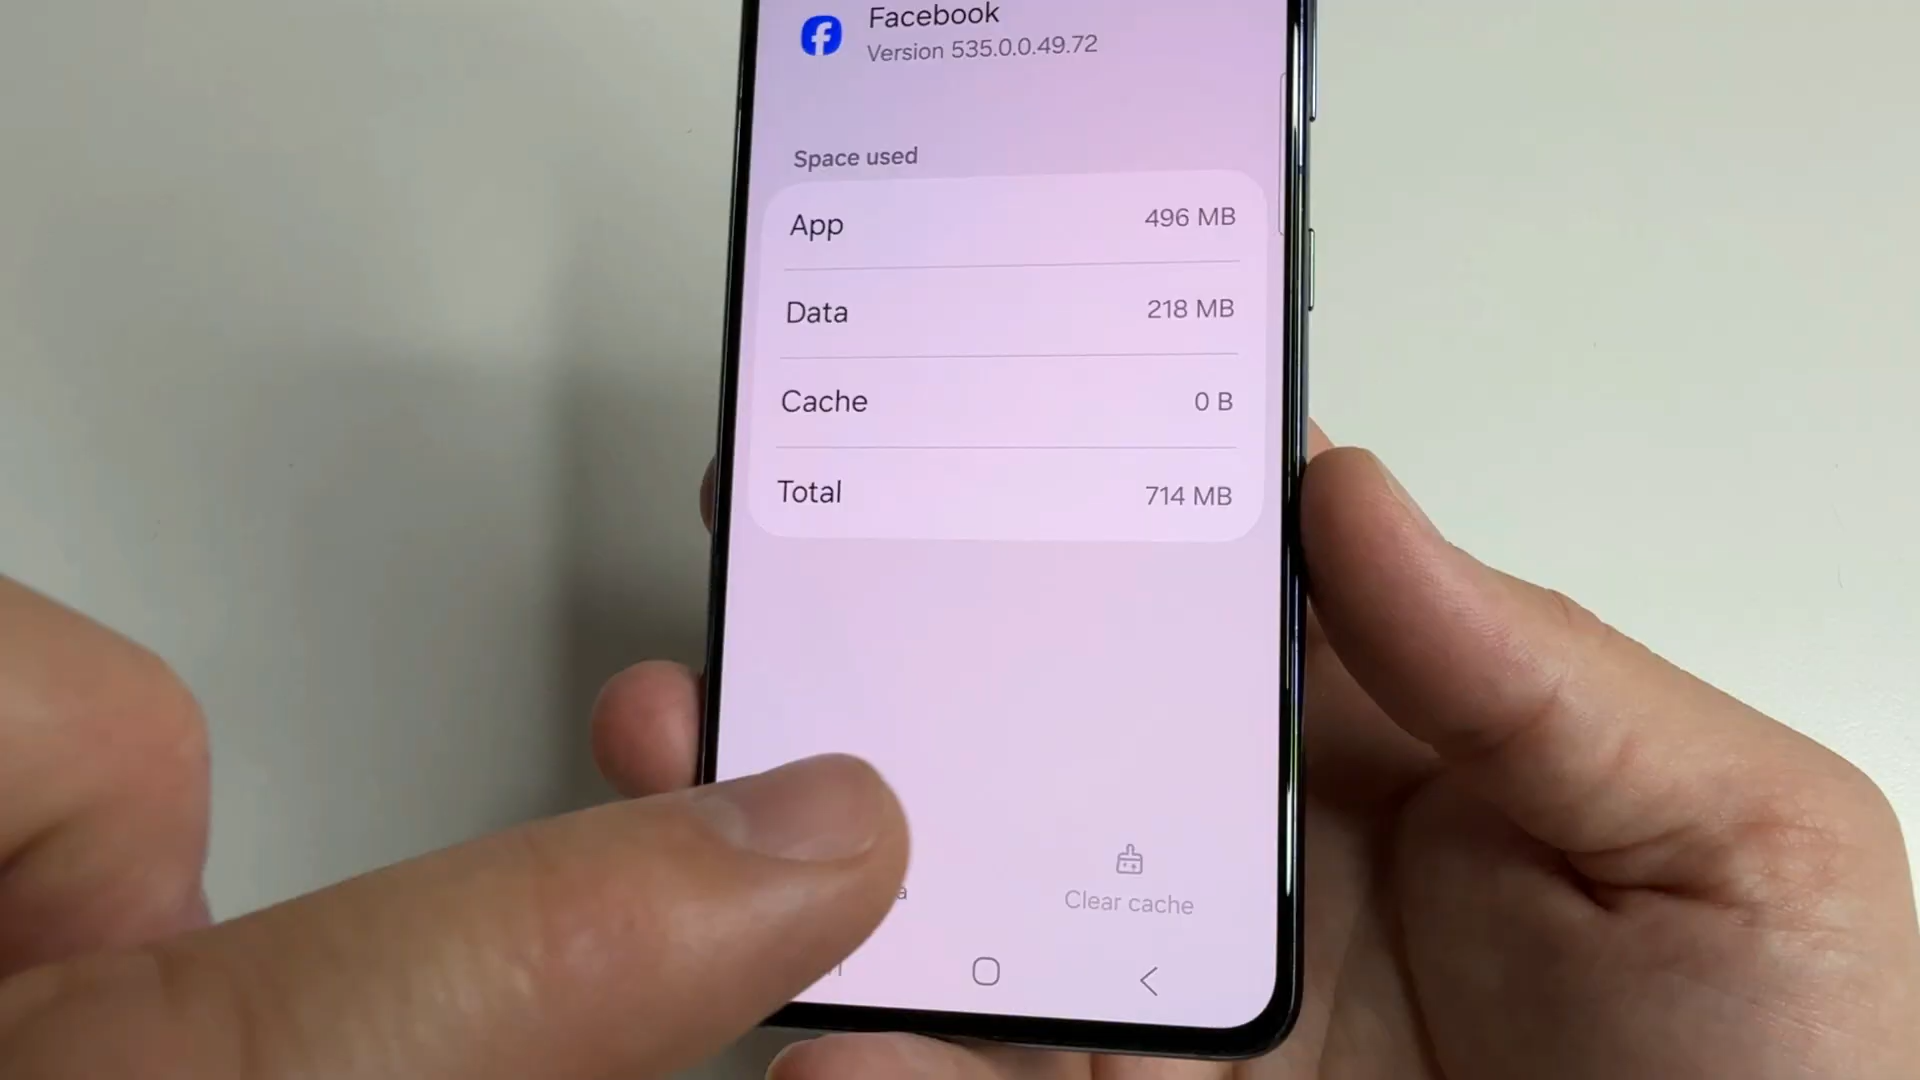 Facebook
Version 535.0.0.49.72
Space used
App 496 MB
Data 218 MB
Cache 0 B
Total 714 MB
Clear cache